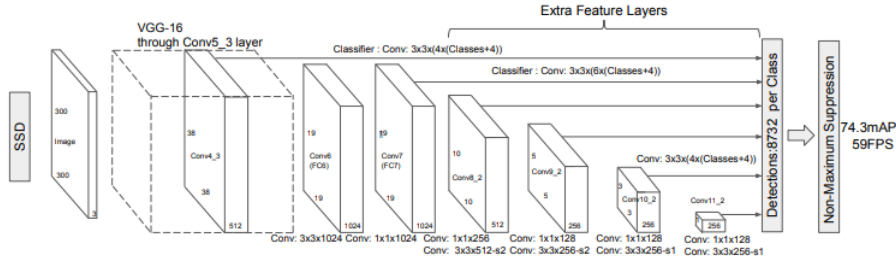 Extra Feature Layers
VGG-16
through Conv5_3 layer
Classifier : Conv: 3x3x(4x(Classes+4))
Classifier : Conv: 3x3x(6x(Classes+4))
Conv: 3x3x(4x(Classes+4))
SSD
300
Image
300
3
38
Conv4_3
38
512
19
Conv6
(FC6)
19
1024
19
Conv7
(FC7)
19
1024
10
Conv8_2
10
512
5
Conv9_2
5
256
3
Conv10_2
3
256
Conv11_2
1
256
Detections:8732 per Class
Non-Maximum Suppression
74.3mAP
59FPS
Conv: 3x3x1024
Conv: 1x1x1024
Conv: 1x1x256
Conv: 3x3x512-s2
Conv: 1x1x128
Conv: 3x3x256-s2
Conv: 1x1x128
Conv: 3x3x256-s1
Conv: 1x1x128
Conv: 3x3x256-s1